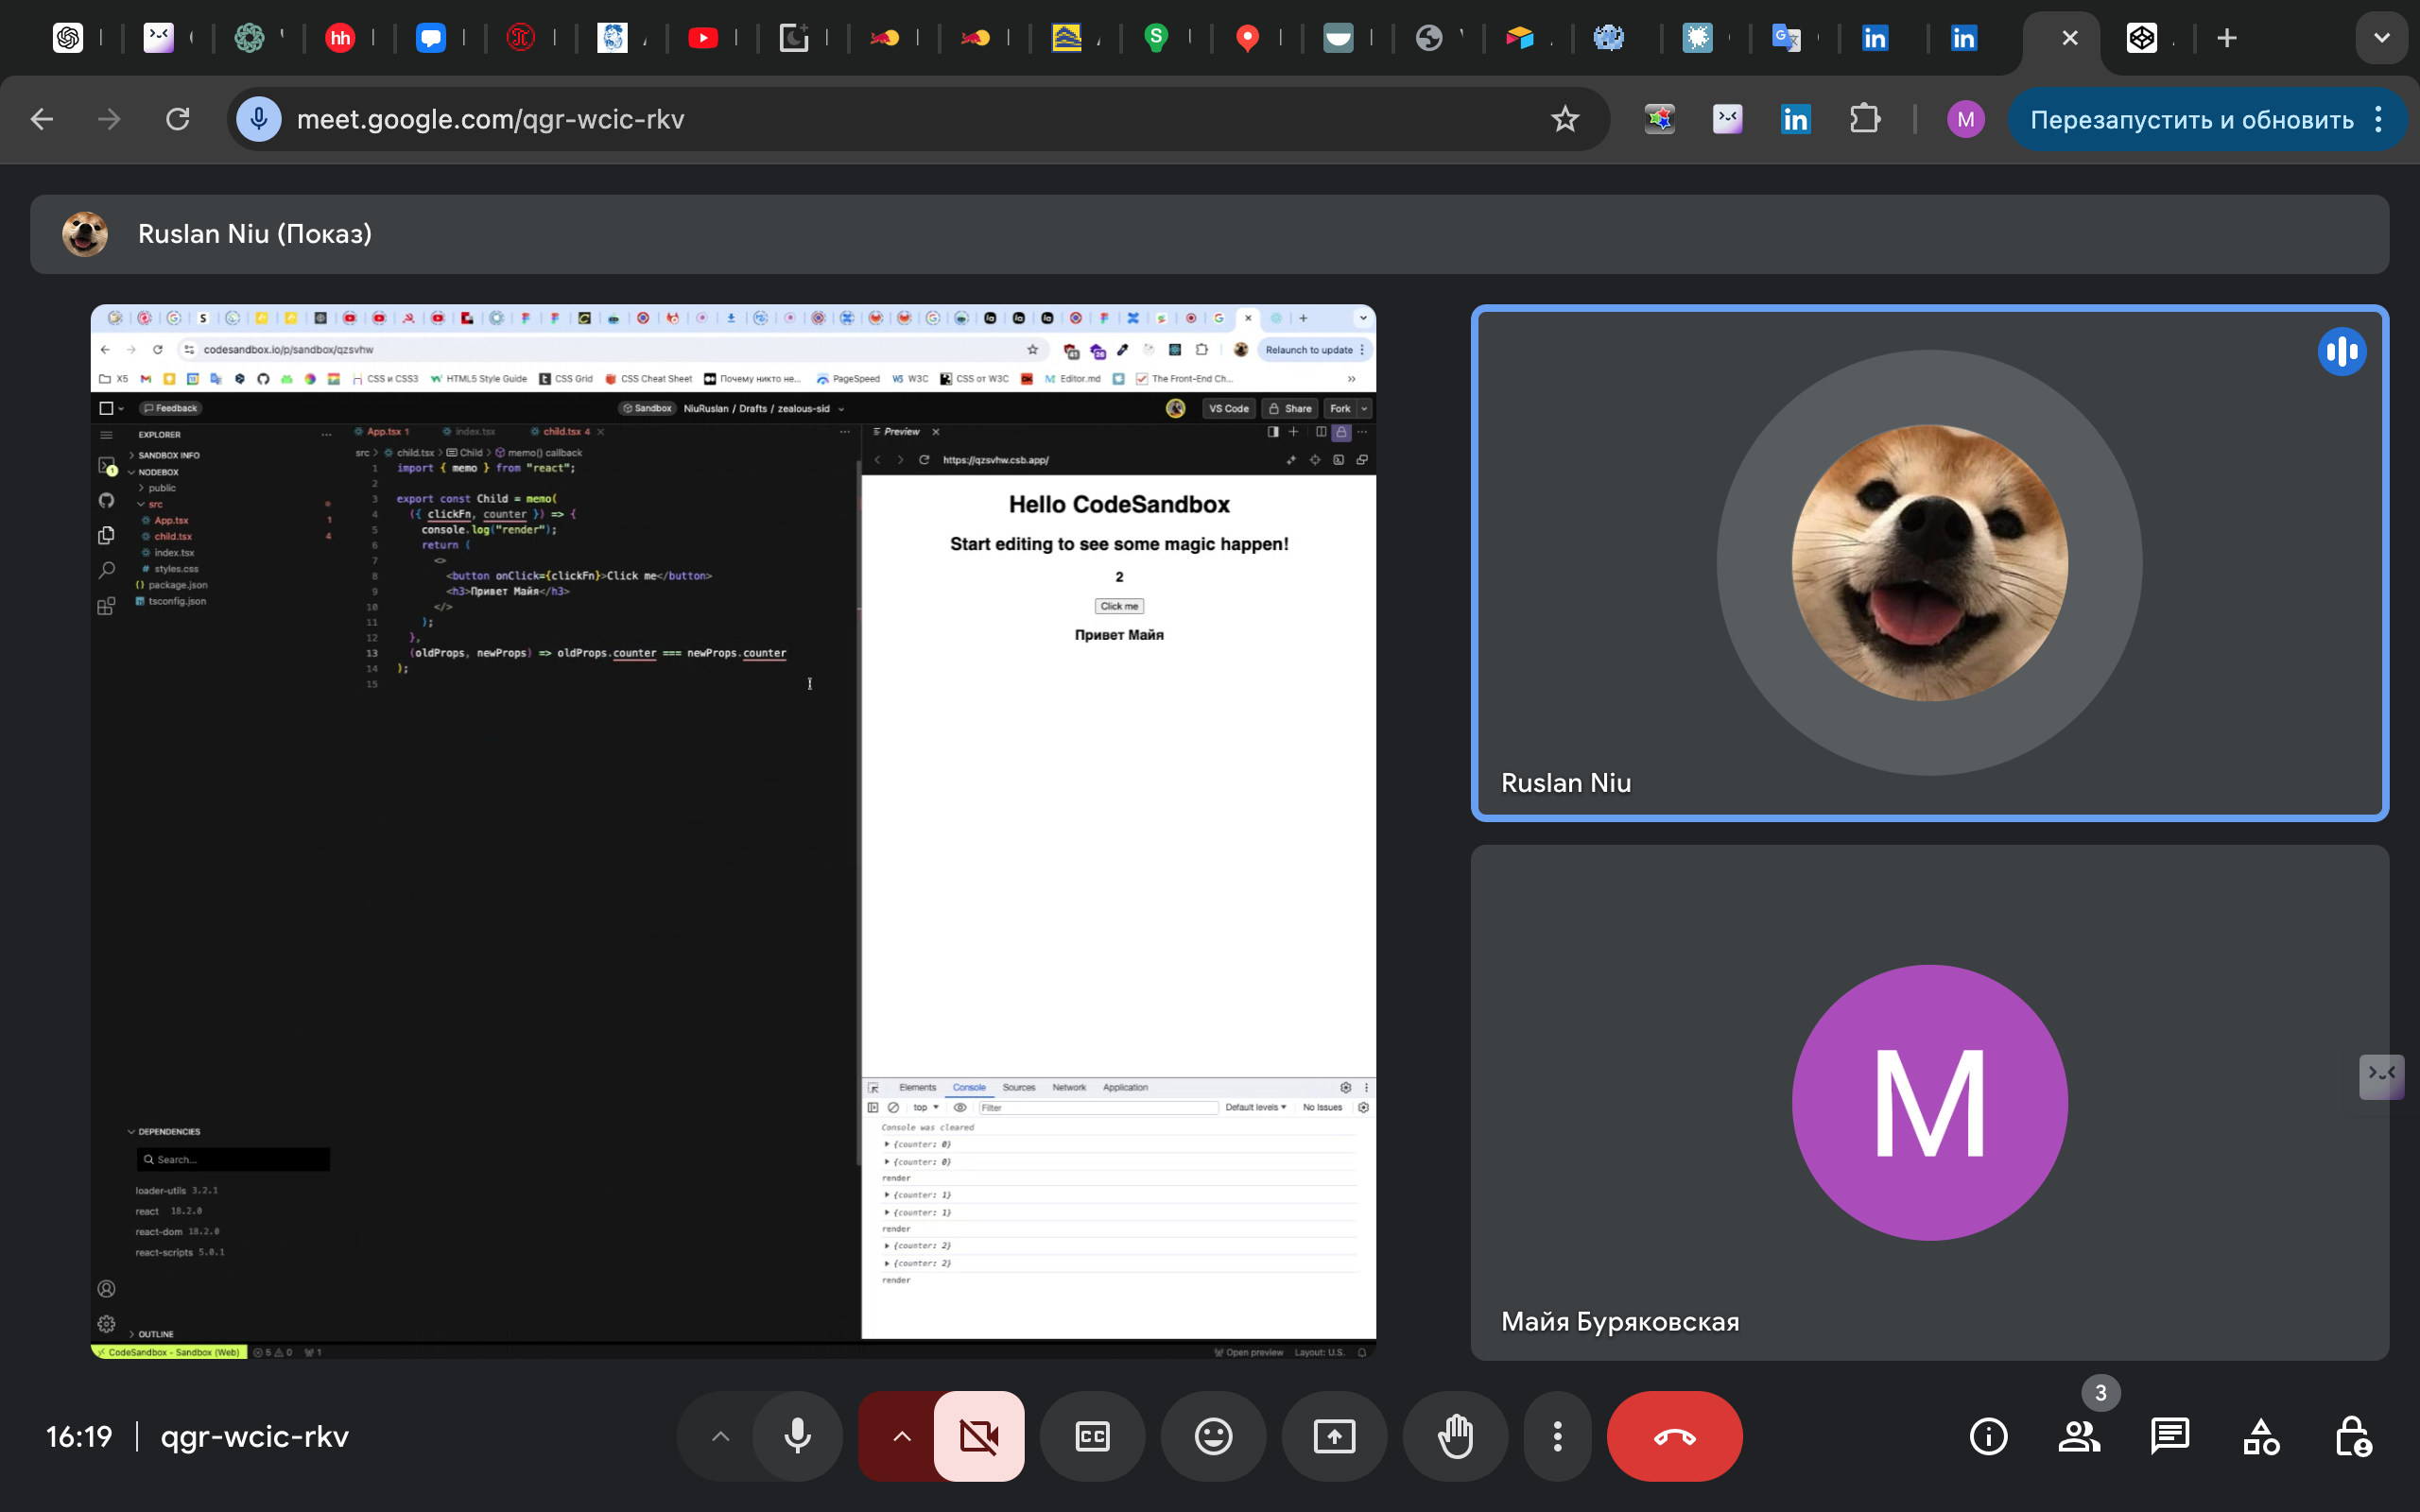 meet.google.com/qgr-wcic-rkv
M
Перезапустить и обновить
Ruslan Niu (Показ)
codesandbox.io/p/sandbox/qzsvhw
Relaunch to update
X5
CSS и CSS3
HTML5 Style Guide
CSS Grid
CSS Cheat Sheet
Почему никто не...
PageSpeed
W3C
CSS от W3C
Editor.md
The Front-End Ch...
Feedback
Sandbox
NiuRuslan / Drafts / zealous-sid
VS Code
Share
Fork
EXPLORER
SANDBOX INFO
NODEBOX
public
src
App.tsx 1
child.tsx 4
index.tsx
styles.css
package.json
tsconfig.json
App.tsx 1
index.tsx
child.tsx 4
src > child.tsx > Child > memo() callback
1 import { memo } from "react";
2
3 export const Child = memo(
4 ({ clickFn, counter }) => {
5 console.log("render");
6 return (
7 <>
8 <button onClick={clickFn}>Click me</button>
9 <h3>Привет Майя</h3>
10 </>
11 );
12 },
13 (oldProps, newProps) => oldProps.counter === newProps.counter
14 );
15
Preview
https://qzsvhw.csb.app/
Hello CodeSandbox
Start editing to see some magic happen!
2
Click me
Привет Майя
Elements
Console
Sources
Network
Application
top
Filter
Default levels
No Issues
Console was cleared
{counter: 0}
{counter: 0}
render
{counter: 1}
{counter: 1}
render
{counter: 2}
{counter: 2}
render
DEPENDENCIES
Search...
loader-utils 3.2.1
react 18.2.0
react-dom 18.2.0
react-scripts 5.0.1
OUTLINE
CodeSandbox - Sandbox (Web)
5 0
1
Open preview
Layout: U.S.
Ruslan Niu
M
Майя Буряковская
16:19
qgr-wcic-rkv
3